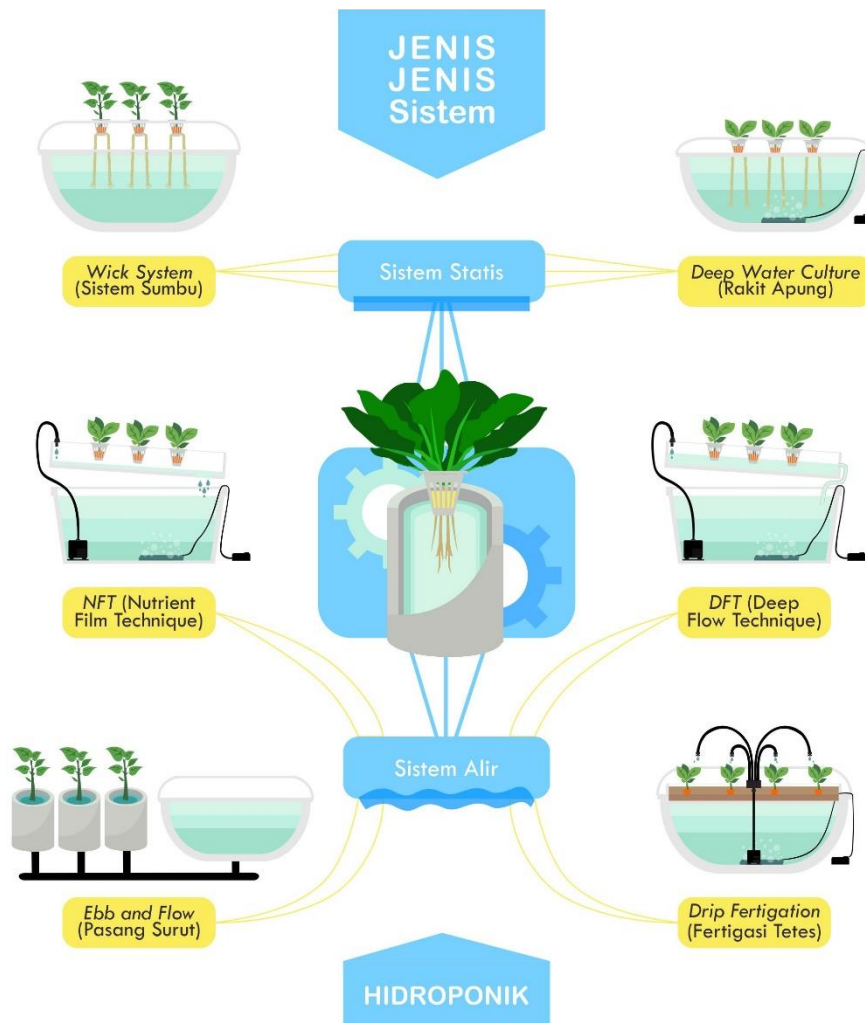 JENIS
JENIS
Sistem
Wick System
(Sistem Sumbu)
Sistem Statis
Deep Water Culture
(Rakit Apung)
NFT (Nutrient
Film Technique)
DFT (Deep
Flow Technique)
Sistem Alir
Ebb and Flow
(Pasang Surut)
Drip Fertigation
(Fertigasi Tetes)
HIDROPONIK